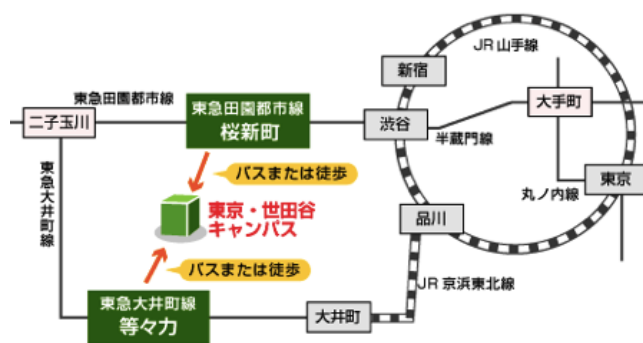 JR 山手線
新宿
東急田園都市線
東急田園都市線
桜新町
大手町
二子玉川
渋谷
半蔵門線
バスまたは徒歩
東京
丸ノ内線
東急大井町線
東京・世田谷
キャンパス
品川
バスまたは徒歩
JR 京浜東北線
東急大井町線
等々力
大井町